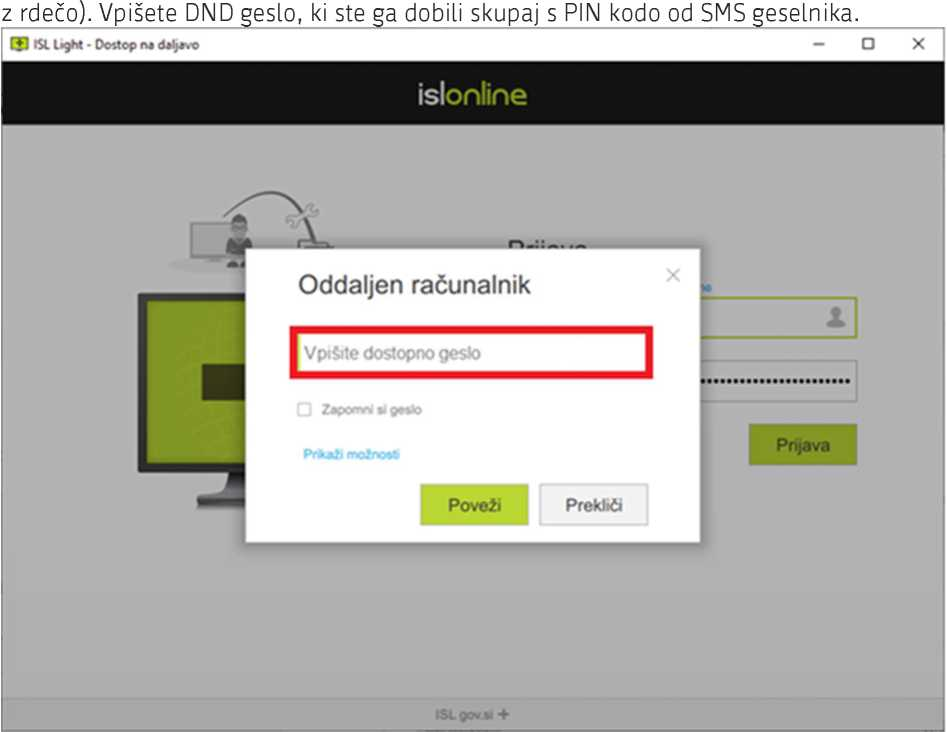 z rdečo). Vpišete DND geslo, ki ste ga dobili skupaj s PIN kodo od SMS geselnika.
ISL Light - Dostop na daljavo
islonline
Oddaljen računalnik
Vpišite dostopno geslo
Zapomni si geslo
Prikaži možnosti
Poveži
Prekliči
Prijava
ISL.gov.si